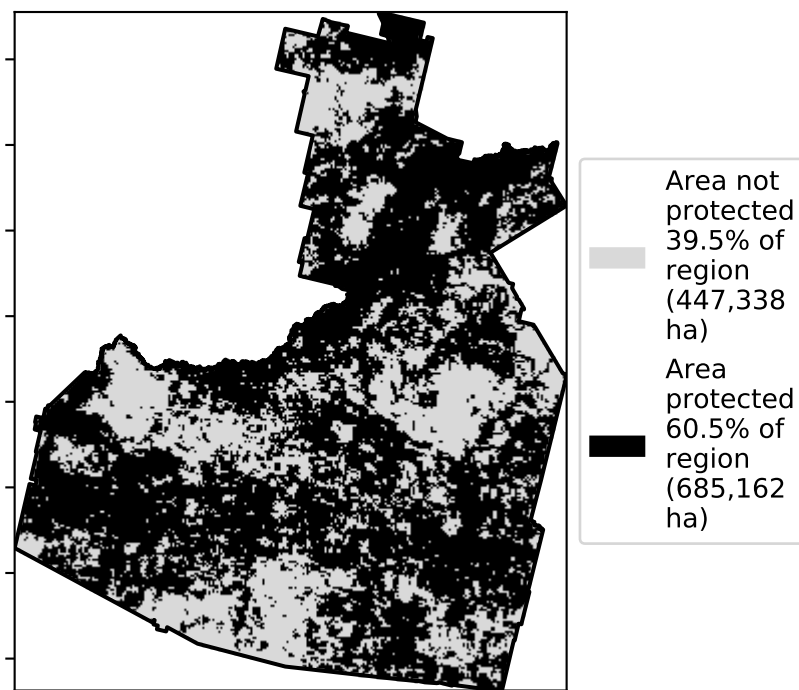 Area not
protected
39.5% of
region
(447,338
ha)
Area
protected
60.5% of
region
(685,162
ha)